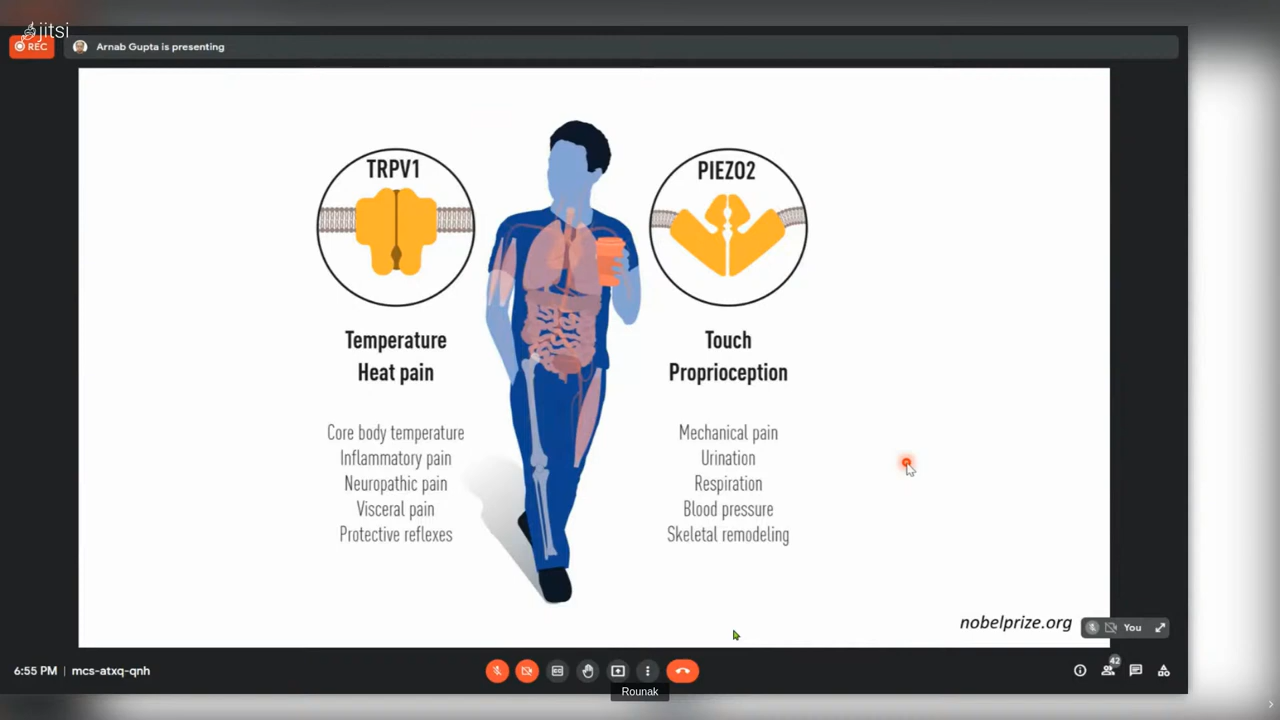 jitsi
REC
Arnab Gupta is presenting
TRPV1
PIEZO2
Temperature
Heat pain
Touch
Proprioception
Core body temperature
Inflammatory pain
Neuropathic pain
Visceral pain
Protective reflexes
Mechanical pain
Urination
Respiration
Blood pressure
Skeletal remodeling
nobelprize.org
You
6:55 PM | mcs-atxq-qnh
42
Rounak